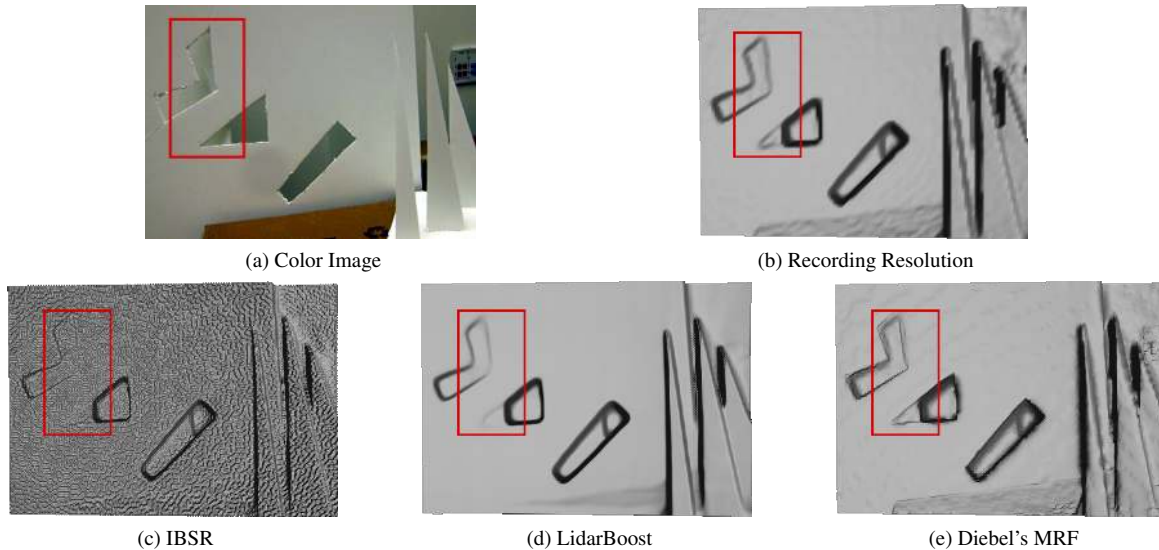 (a) Color Image
(b) Recording Resolution
(c) IBSR
(d) LidarBoost
(e) Diebel's MRF